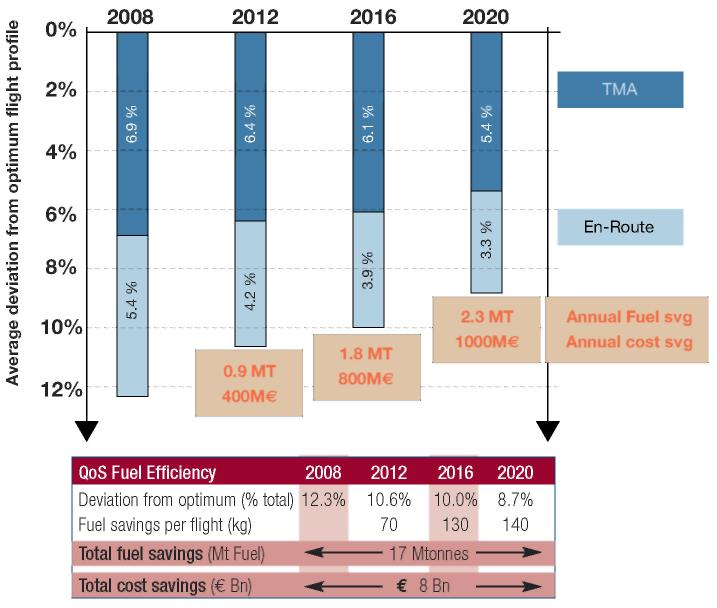 2008 2012 2016 2020
Average deviation from optimum flight profile
0%
2%
4%
6%
8%
10%
12%
6.9 %
6.4 %
6.1 %
5.4 %
5.4 %
4.2 %
3.9 %
3.3 %
TMA
En-Route
0.9 MT
400M€
1.8 MT
800M€
2.3 MT
1000M€
Annual Fuel svg
Annual cost svg
QoS Fuel Efficiency 2008 2012 2016 2020
Deviation from optimum (% total) 12.3% 10.6% 10.0% 8.7%
Fuel savings per flight (kg) 70 130 140
Total fuel savings (Mt Fuel) 17 Mtonnes
Total cost savings (€ Bn) € 8 Bn